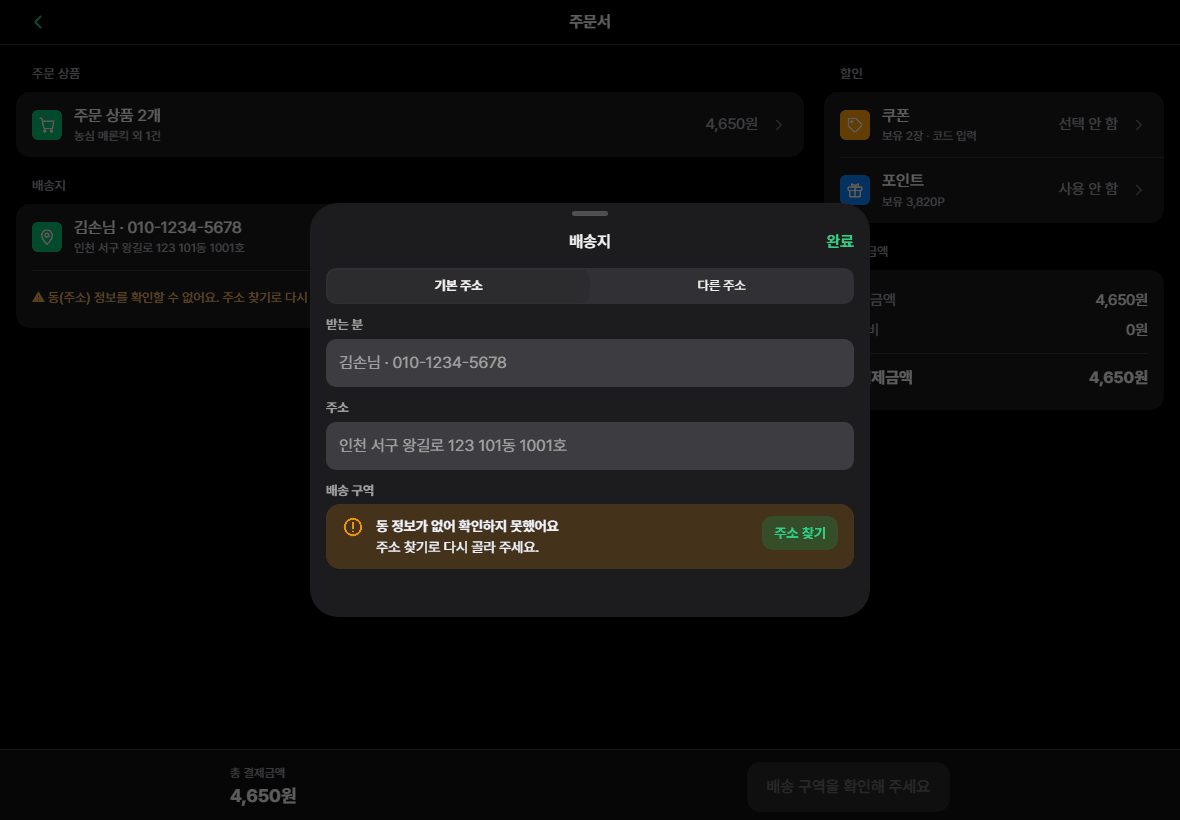 주문서
주문 상품
주문 상품 2개
농심 메론킥 외 1건
4,650원
배송지
김손님 · 010-1234-5678
인천 서구 왕길로 123 101동 1001호
동(주소) 정보를 확인할 수 없어요. 주소 찾기로 다시
할인
쿠폰
보유 2장 · 코드 입력
선택 안 함
포인트
보유 3,820P
사용 안 함
금액
금액
4,650원
비
0원
제금액
4,650원
배송지
완료
기본 주소
다른 주소
받는 분
김손님 · 010-1234-5678
주소
인천 서구 왕길로 123 101동 1001호
배송 구역
동 정보가 없어 확인하지 못했어요
주소 찾기로 다시 골라 주세요.
주소 찾기
총 결제금액
4,650원
배송 구역을 확인해 주세요